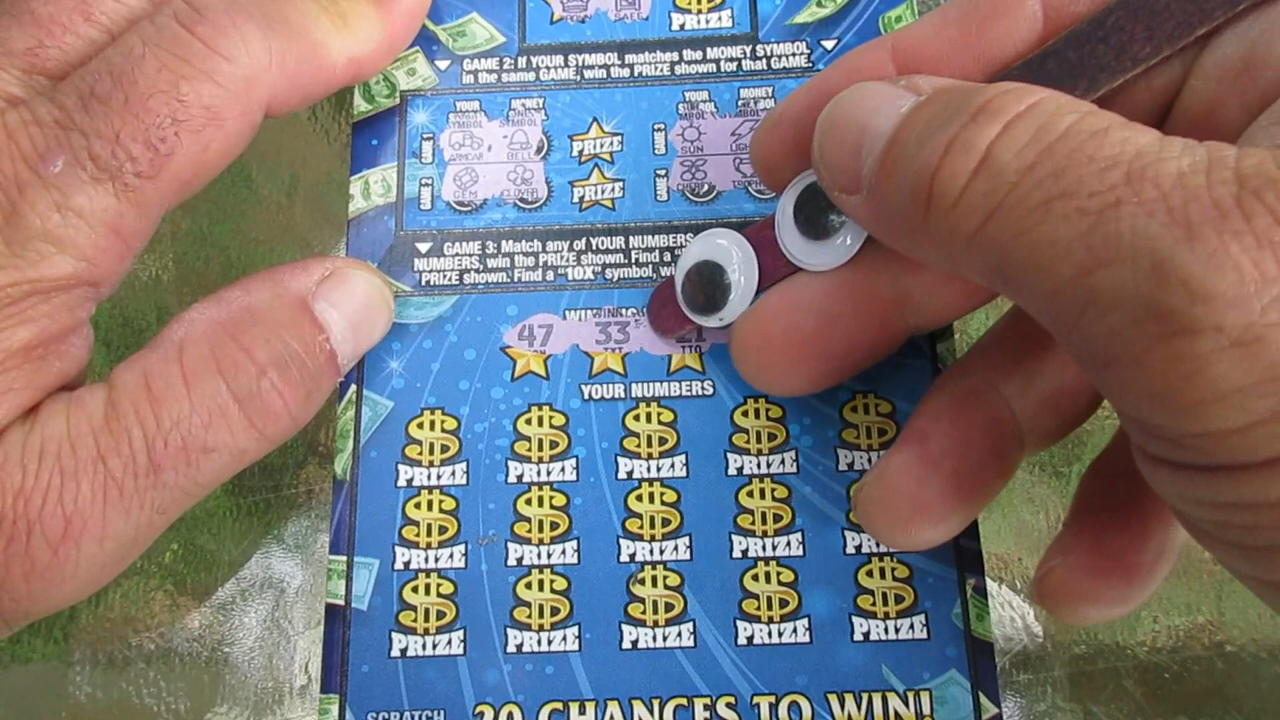 SAFE
PRIZE
GAME 2: If YOUR SYMBOL matches the MONEY SYMBOL
in the same GAME, win the PRIZE shown for that GAME.
YOUR SYMBOL MONEY SYMBOL YOUR SYMBOL MONEY SYMBOL
GAME 1 ARMCAR BELL PRIZE GAME 3 SUN
GAME 2 GEM CLOVER PRIZE GAME 4
GAME 3: Match any of YOUR NUMBERS
NUMBERS, win the PRIZE shown. Find a
PRIZE shown. Find a "10X" symbol,
47 33
YOUR NUMBERS
PRIZE PRIZE PRIZE PRIZE
PRIZE PRIZE PRIZE PRIZE
PRIZE PRIZE PRIZE PRIZE PRIZE
SCRATCH 20 CHANCES TO WIN!